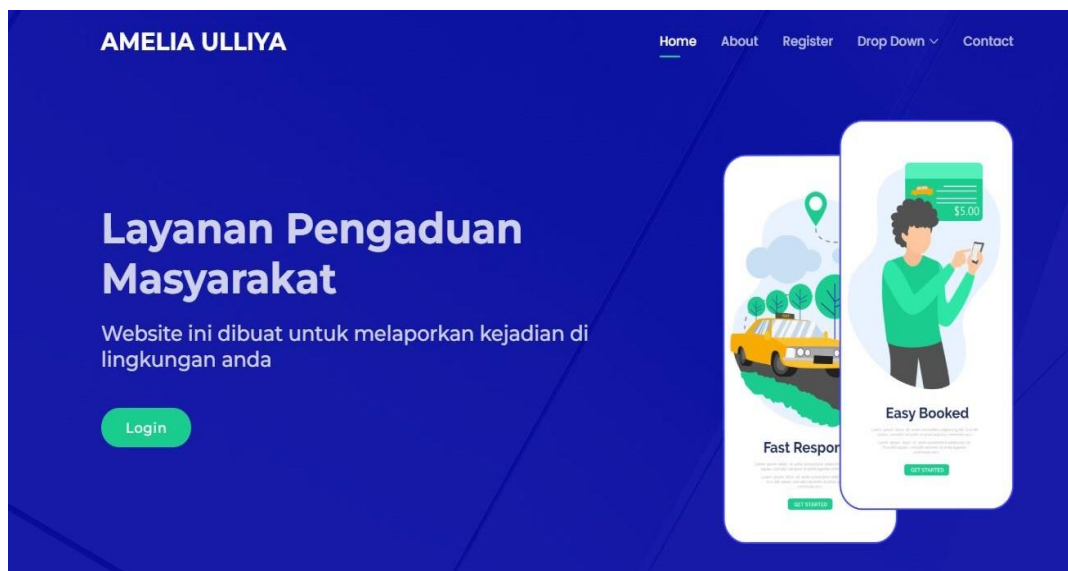 AMELIA ULLIYA
Home About Register Drop Down Contact
Layanan Pengaduan
Masyarakat
Website ini dibuat untuk melaporkan kejadian di
lingkungan anda
Login
$5.00
Easy Booked
GET STARTED
Fast Respon
GET STARTED